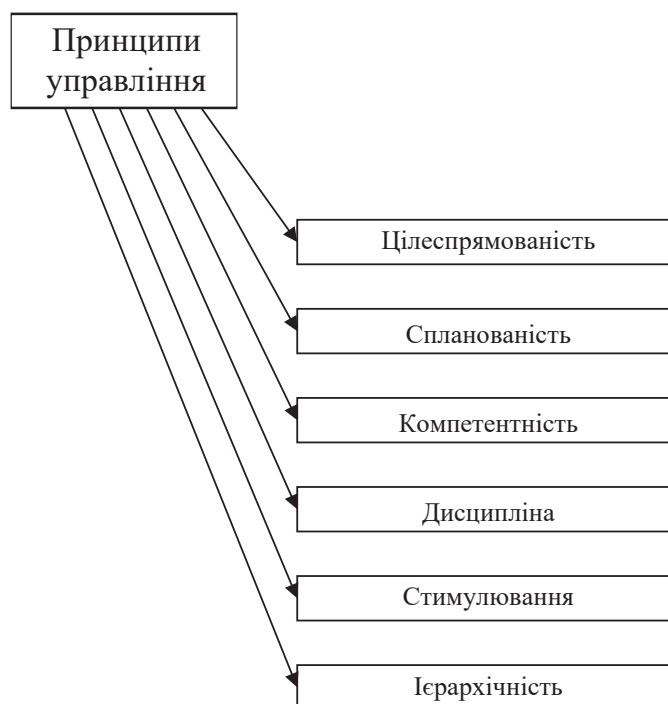 Принципи
управління
Цілеспрямованість
Спланованість
Компетентність
Дисципліна
Стимулювання
Ієрархічність